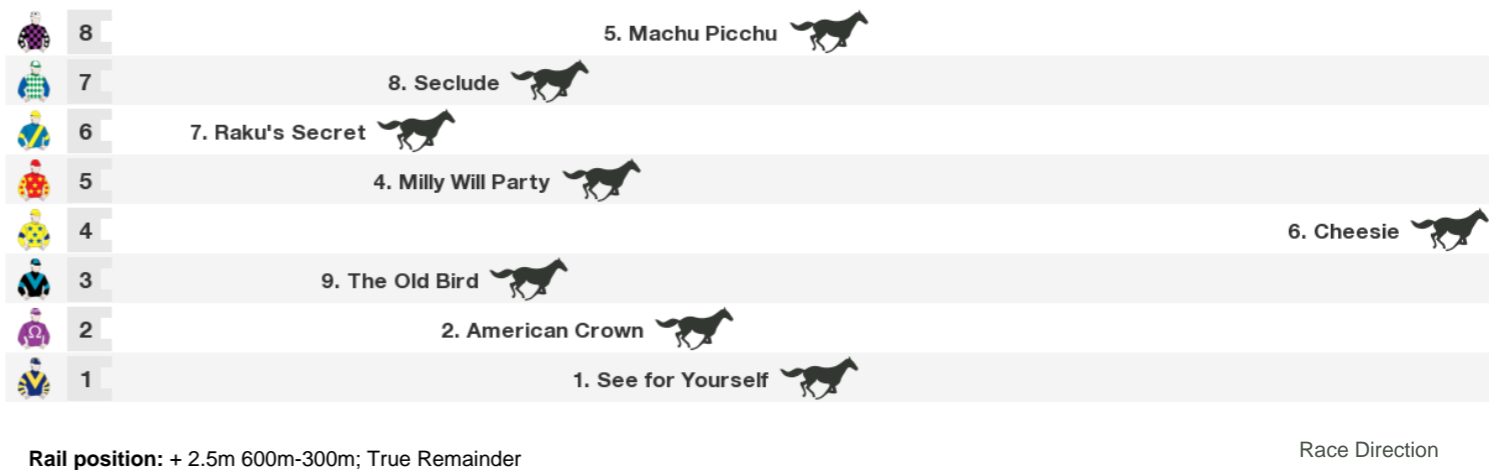 8 5. Machu Picchu
7 8. Seclude
6 7. Raku's Secret
5 4. Milly Will Party
4 6. Cheesie
3 9. The Old Bird
2 2. American Crown
Ω
1 1. See for Yourself
Race Direction
Rail position: + 2.5m 600m-300m; True Remainder